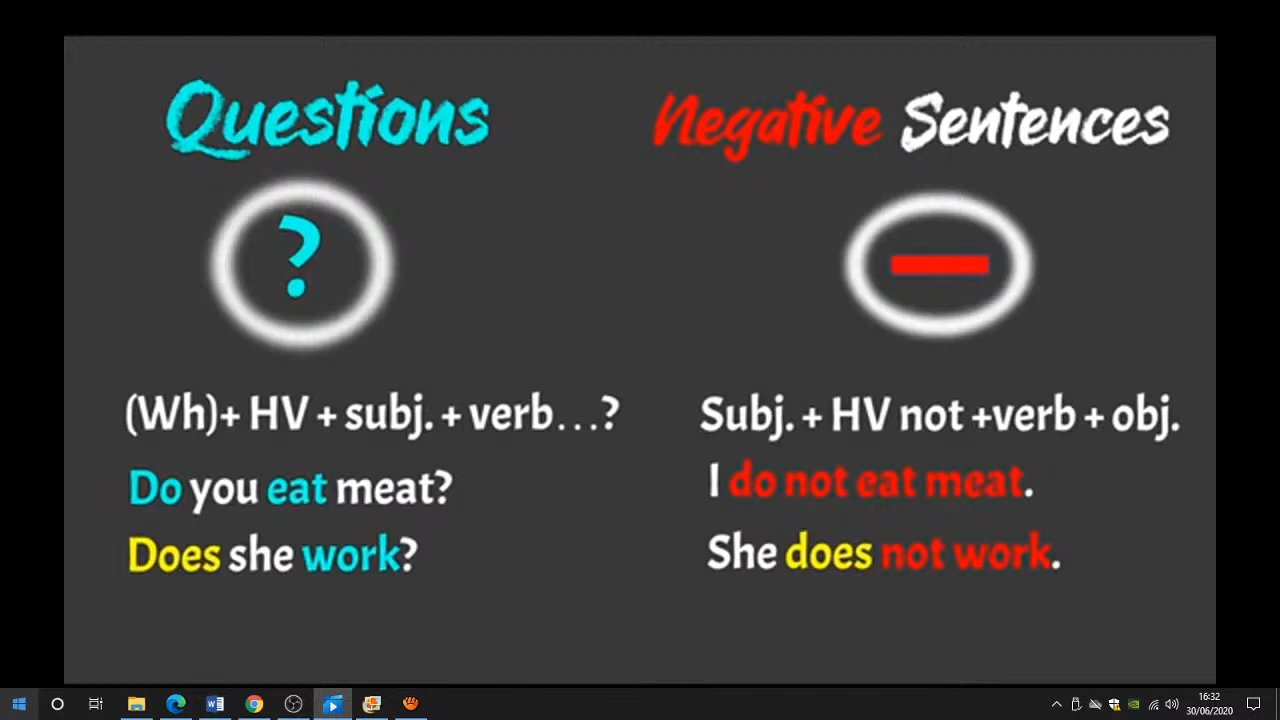 Questions
Negative Sentences
?
(Wh)+ HV + subj. + verb...?
Do you eat meat?
Does she work?
Subj. + HV not +verb + obj.
I do not eat meat.
She does not work.
16:32
30/06/2020